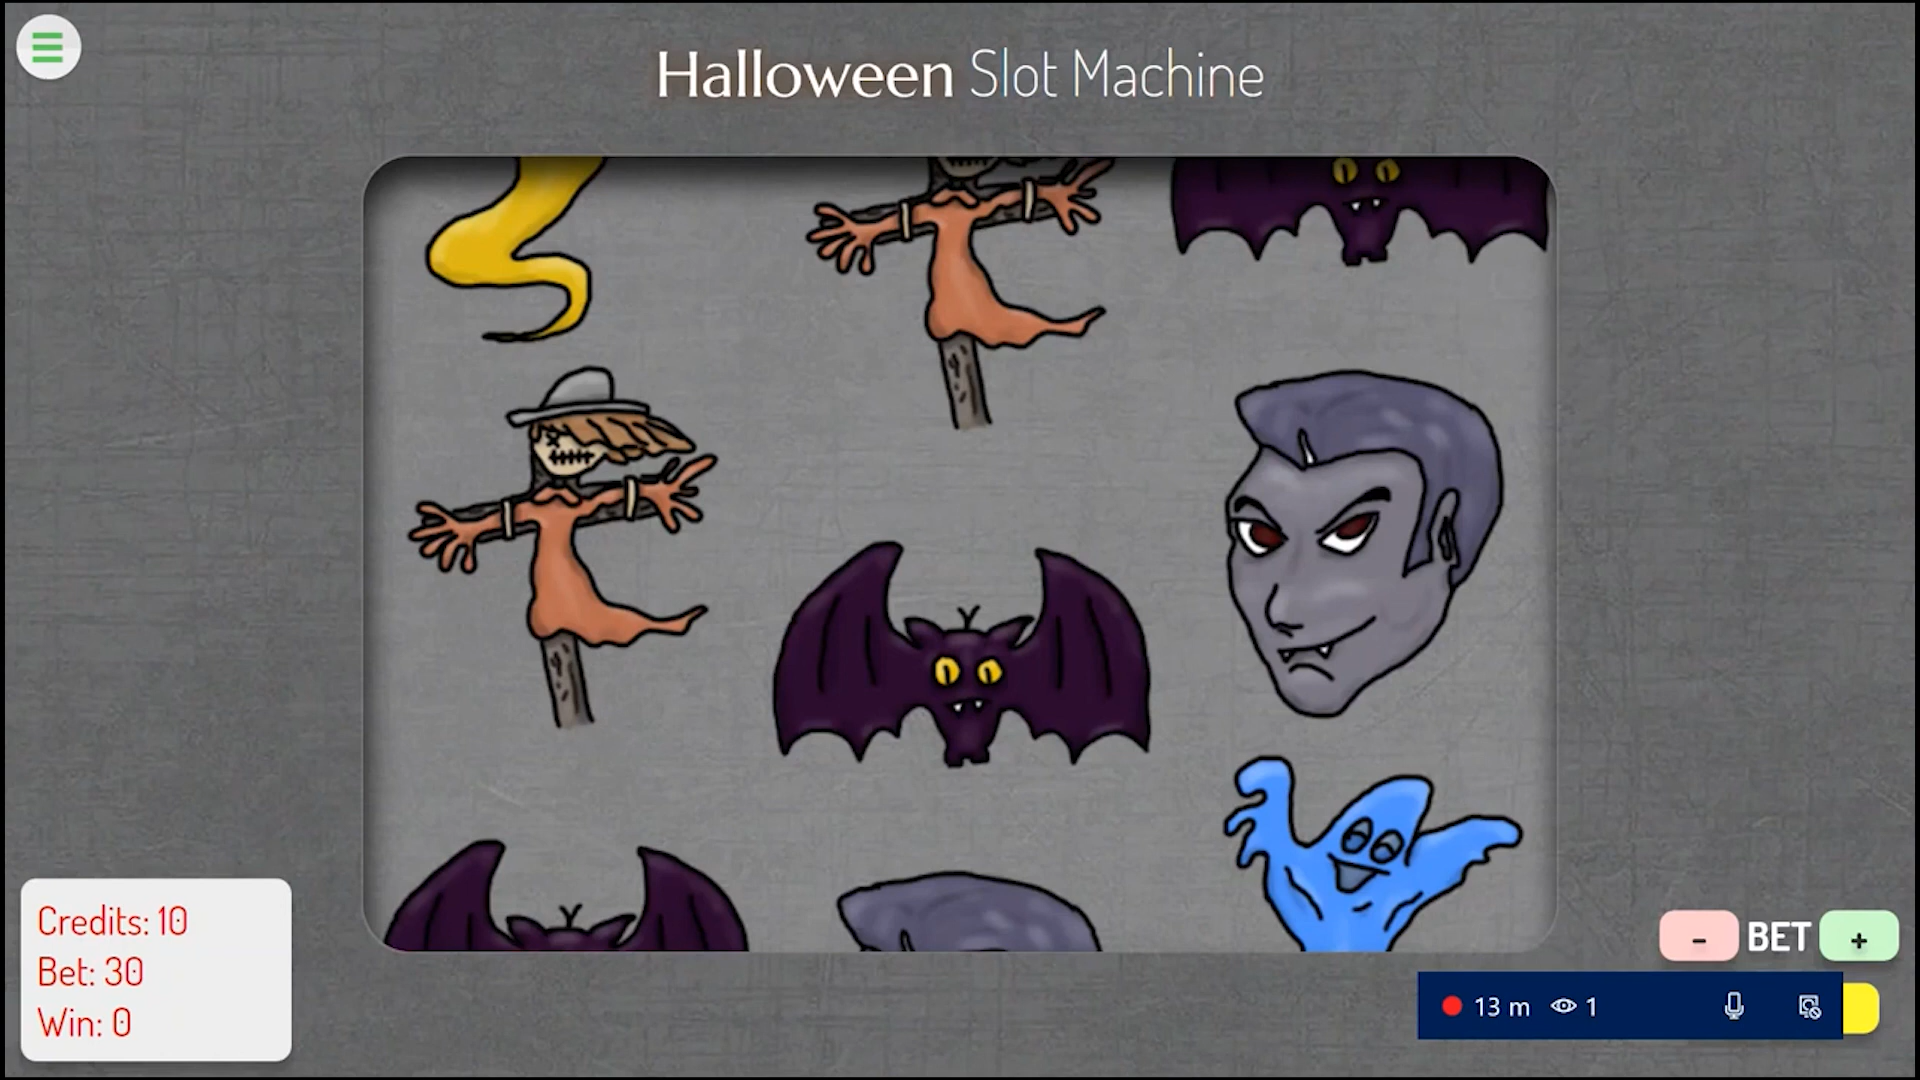 Halloween Slot Machine
Credits: 10
Bet: 30
Win: 0
- BET +
13 m 1